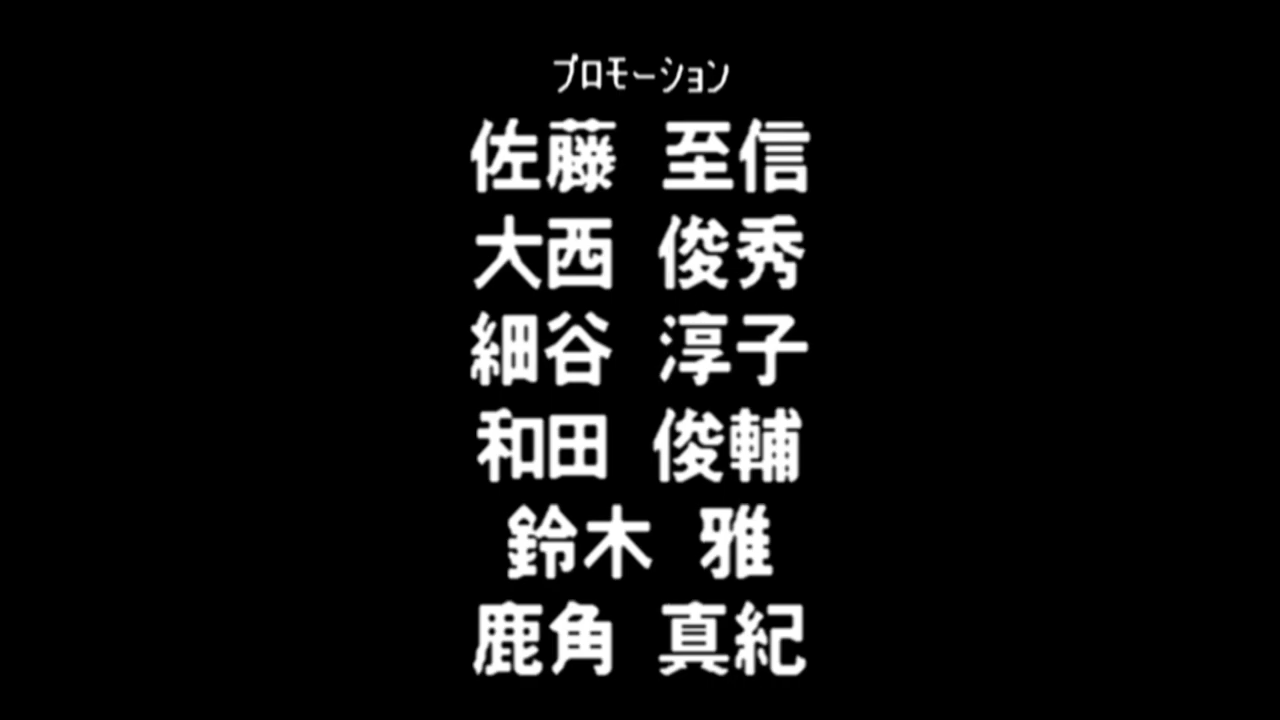 プロモーション
佐藤 至信
大西 俊秀
細谷 淳子
和田 俊輔
鈴木 雅
鹿角 真紀